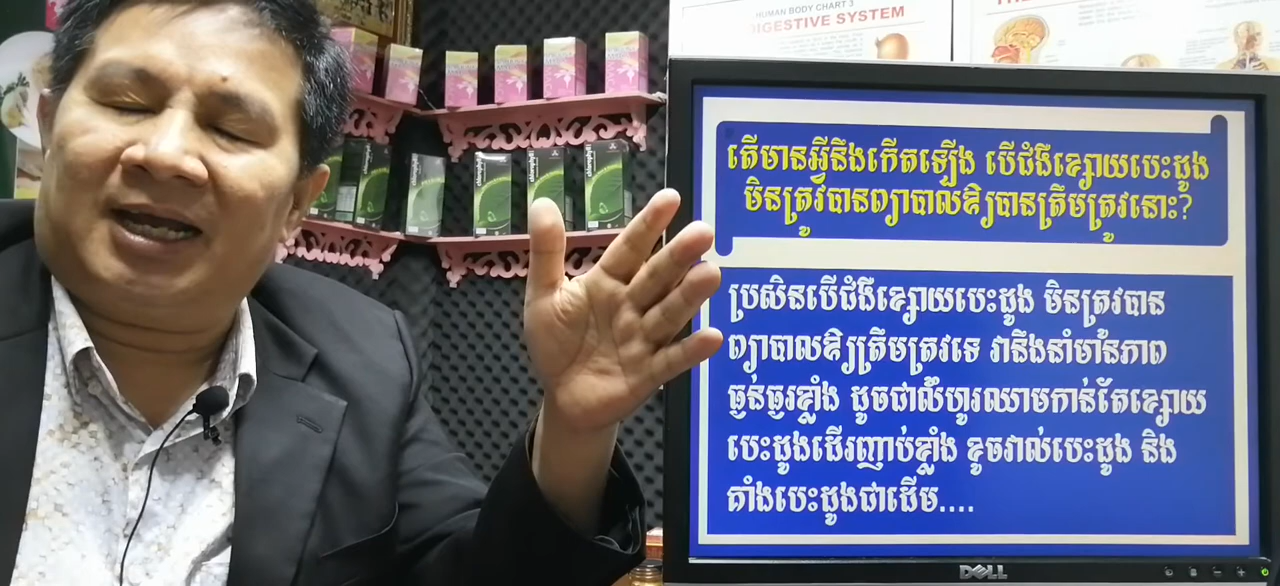 HUMAN BODY CHART 3
DIGESTIVE SYSTEM
chlorophyll
chlorophyll
chlorophyll
តើមានអ្វីនឹងកើតឡើង បើជំងឺខ្សោយបេះដូង
មិនត្រូវបានព្យាបាលឱ្យបានត្រឹមត្រូវនោះ?
ប្រសិនបើជំងឺខ្សោយបេះដូង មិនត្រូវបាន
ព្យាបាលឱ្យត្រឹមត្រូវទេ វានឹងនាំមានភាព
ធ្ងន់ធ្ងរខ្លាំង ដូចជាលំហូរឈាមកាន់តែខ្សោយ
បេះដូងដើរញាប់ខ្លាំង ខូចវាល់បេះដូង និង
គាំងបេះដូងជាដើម....
DELL